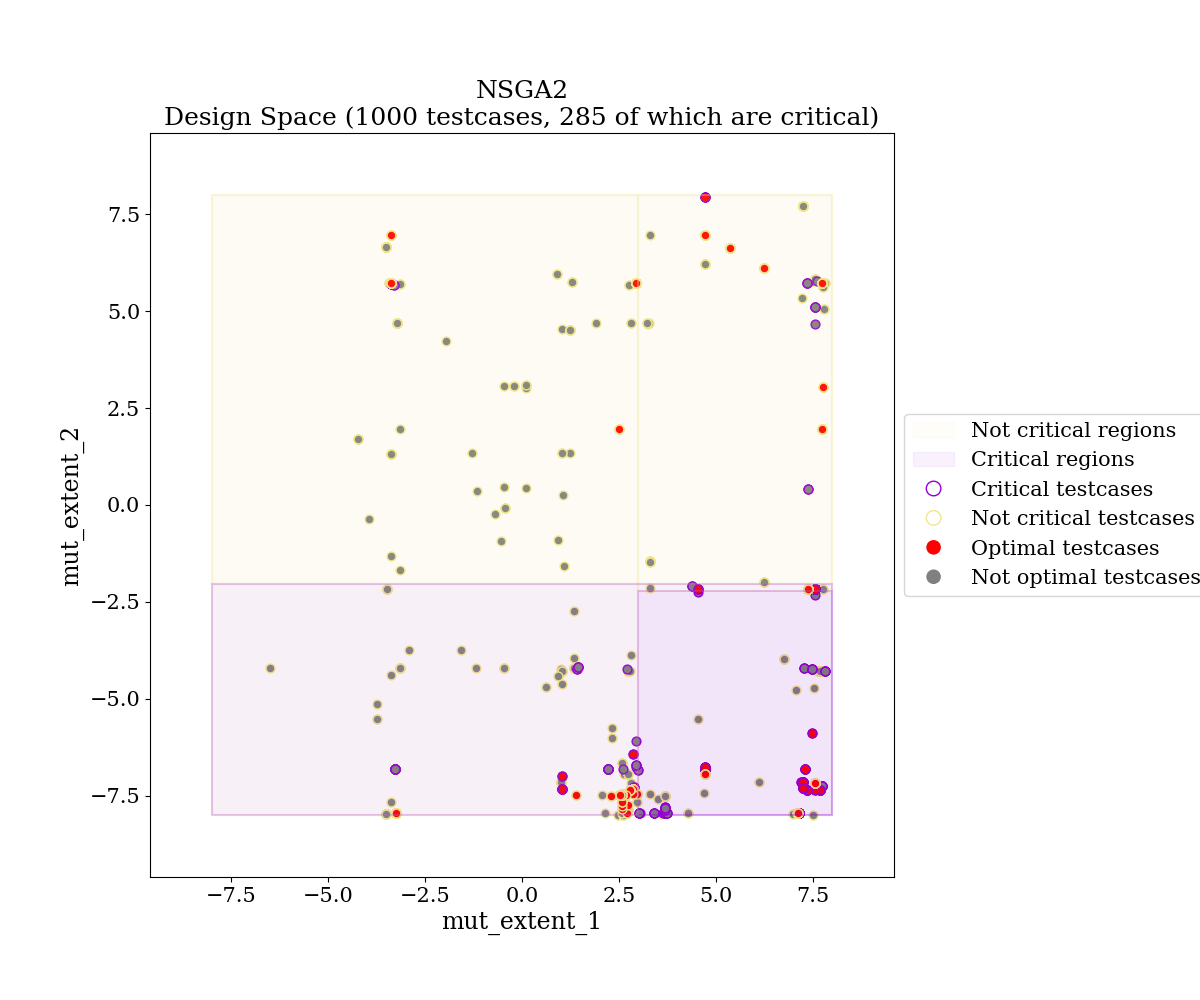 NSGA2
Design Space (1000 testcases, 285 of which are critical)
7.5
5.0
2.5
0.0
−2.5
−5.0
−7.5
mut_extent_2
−7.5
−5.0
−2.5
0.0
2.5
5.0
7.5
mut_extent_1
Not critical regions
Critical regions
Critical testcases
Not critical testcases
Optimal testcases
Not optimal testcases